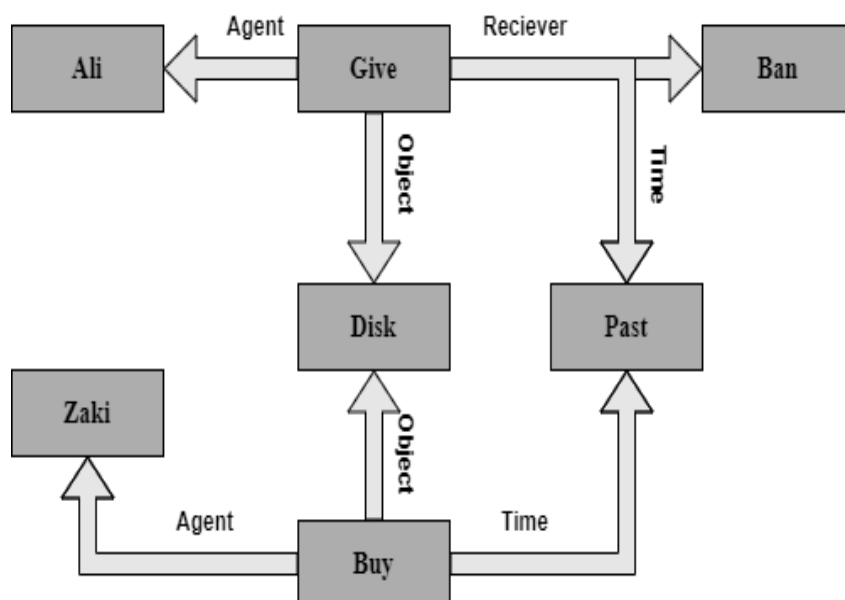 Agent
Reciever
Ali
Give
Ban
Object
Time
Disk
Past
Zaki
Object
Agent
Time
Buy